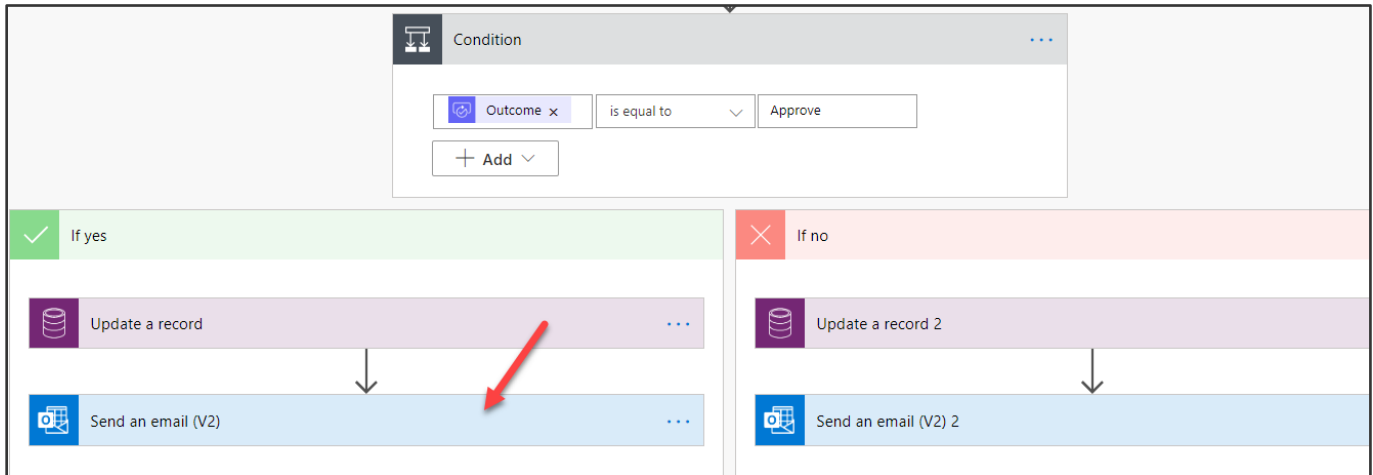 Condition
Outcome x
is equal to
Approve
+ Add
If yes
If no
Update a record
Update a record 2
Send an email (V2)
Send an email (V2) 2